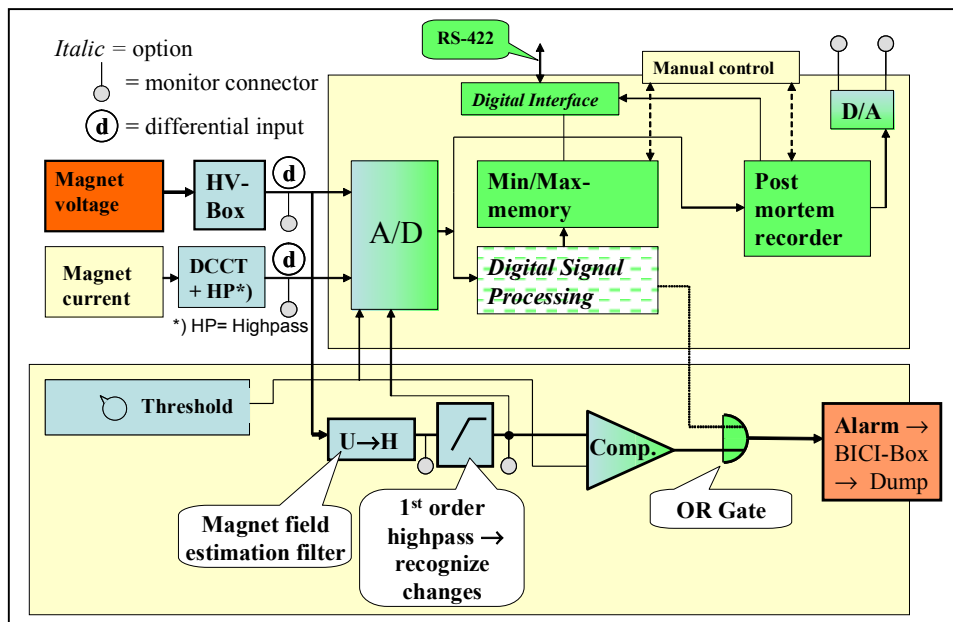 Italic = option
= monitor connector
d = differential input
RS-422
Manual control
Digital Interface
D/A
Magnet
voltage
HV-
Box
d
A/D
Min/Max-
memory
Post
mortem
recorder
Magnet
current
DCCT
+ HP*)
d
Digital Signal
Processing
*) HP= Highpass
Threshold
U→H
Comp.
Alarm →
BICI-Box
→ Dump
Magnet field
estimation filter
1st order
highpass →
recognize
changes
OR Gate